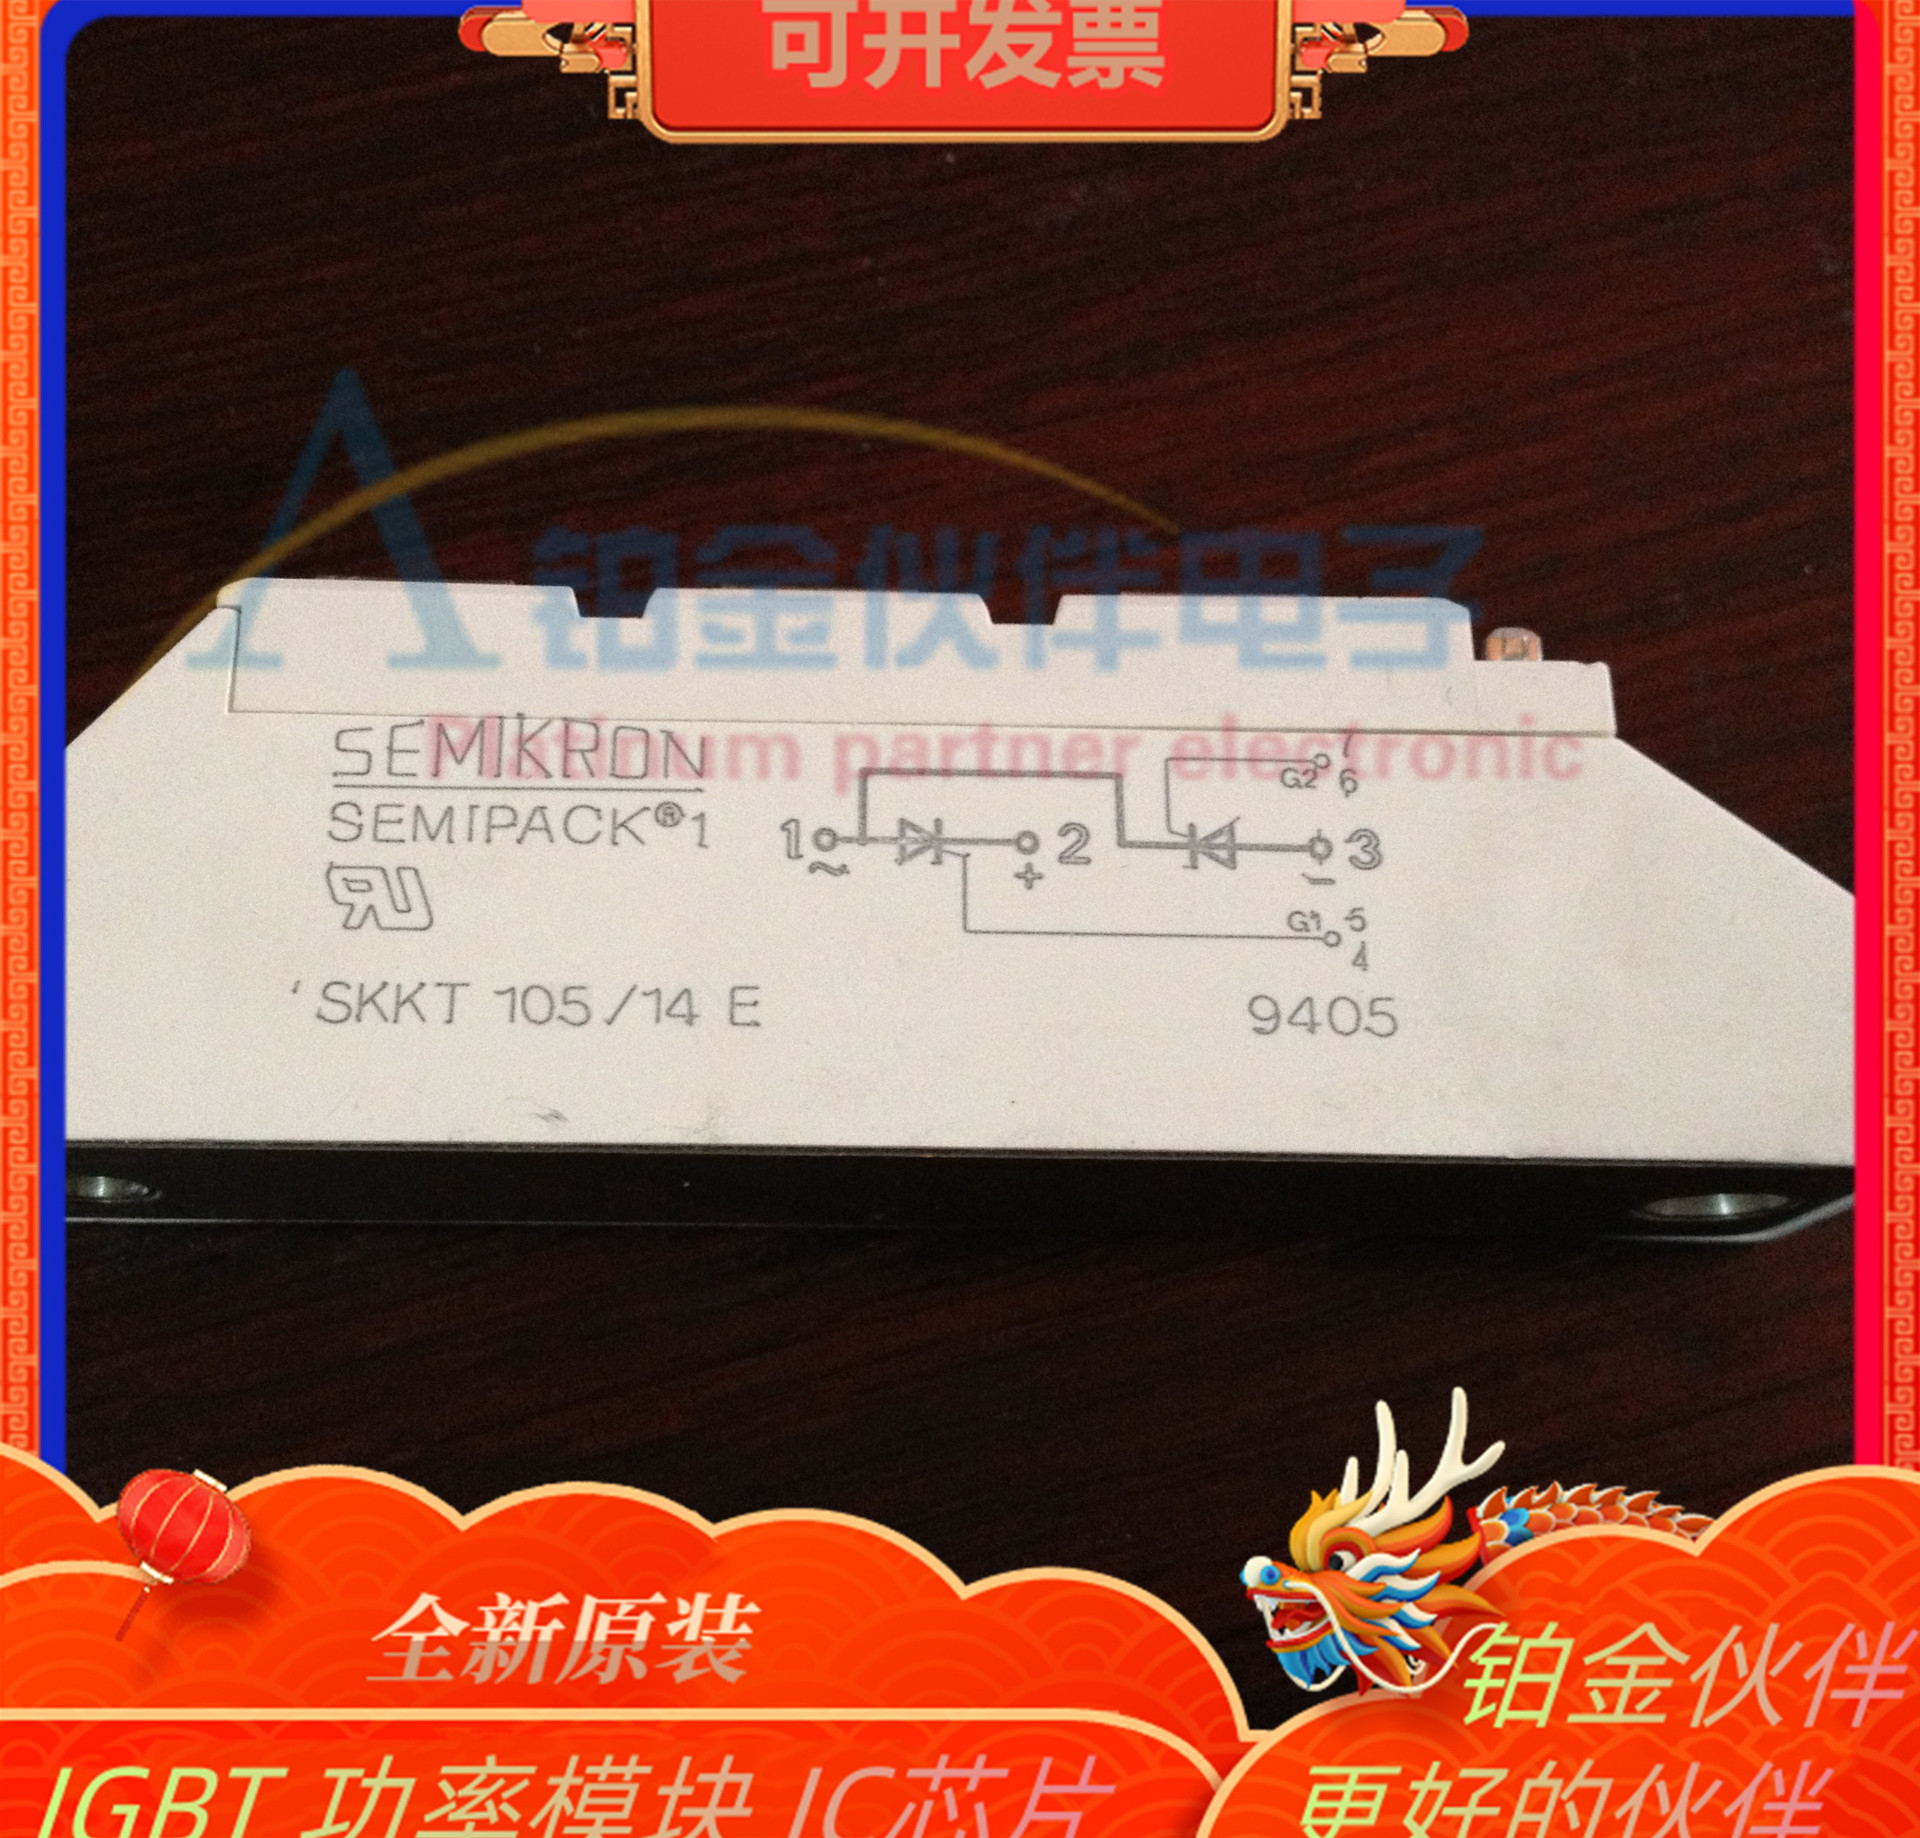 可开发票
铂金伙伴电子
Platinum partner electronic
SEMIKRON
SEMIPACK®1
1 ~ 2 + 3 −
G2 7 6
G1 5 4
'SKKT 105/14 E
9405
全新原装
铂金伙伴
IGBT 功率模块 IC芯片
更好的伙伴